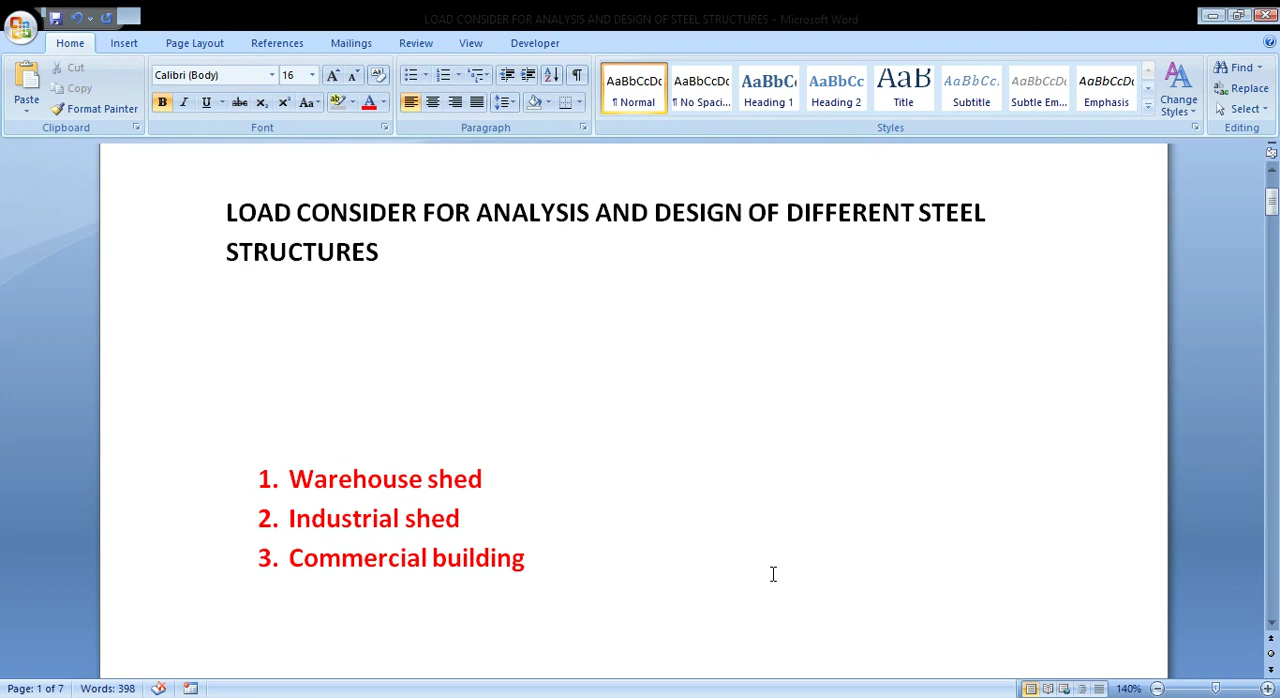 LOAD CONSIDER FOR ANALYSIS AND DESIGN OF STEEL STRUCTURES - Microsoft Word
Home Insert Page Layout References Mailings Review View Developer
Paste
Cut
Copy
Format Painter
Clipboard
Calibri (Body) 16
B I U abc X₂ X² Aa
Font
Paragraph
AaBbCcDc AaBbCcDc AaBbC AaBbCc AaB AaBbCc. AaBbCcDc AaBbCcDc
¶ Normal ¶ No Spaci... Heading 1 Heading 2 Title Subtitle Subtle Em... Emphasis
Change Styles
Styles
Find
Replace
Select
Editing
LOAD CONSIDER FOR ANALYSIS AND DESIGN OF DIFFERENT STEEL
STRUCTURES
1. Warehouse shed
2. Industrial shed
3. Commercial building
Page: 1 of 7 Words: 398 140%